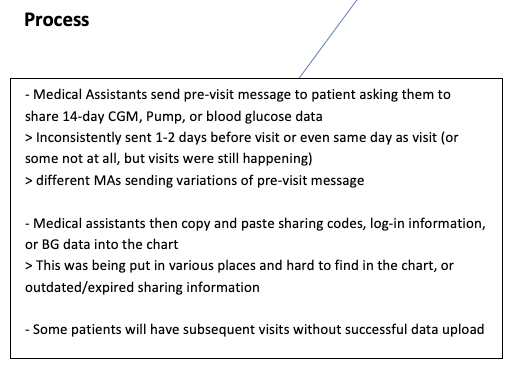 Process
- Medical Assistants send pre-visit message to patient asking them to
share 14-day CGM, Pump, or blood glucose data
> Inconsistently sent 1-2 days before visit or even same day as visit (or
some not at all, but visits were still happening)
> different MAs sending variations of pre-visit message
- Medical assistants then copy and paste sharing codes, log-in information,
or BG data into the chart
> This was being put in various places and hard to find in the chart, or
outdated/expired sharing information
- Some patients will have subsequent visits without successful data upload